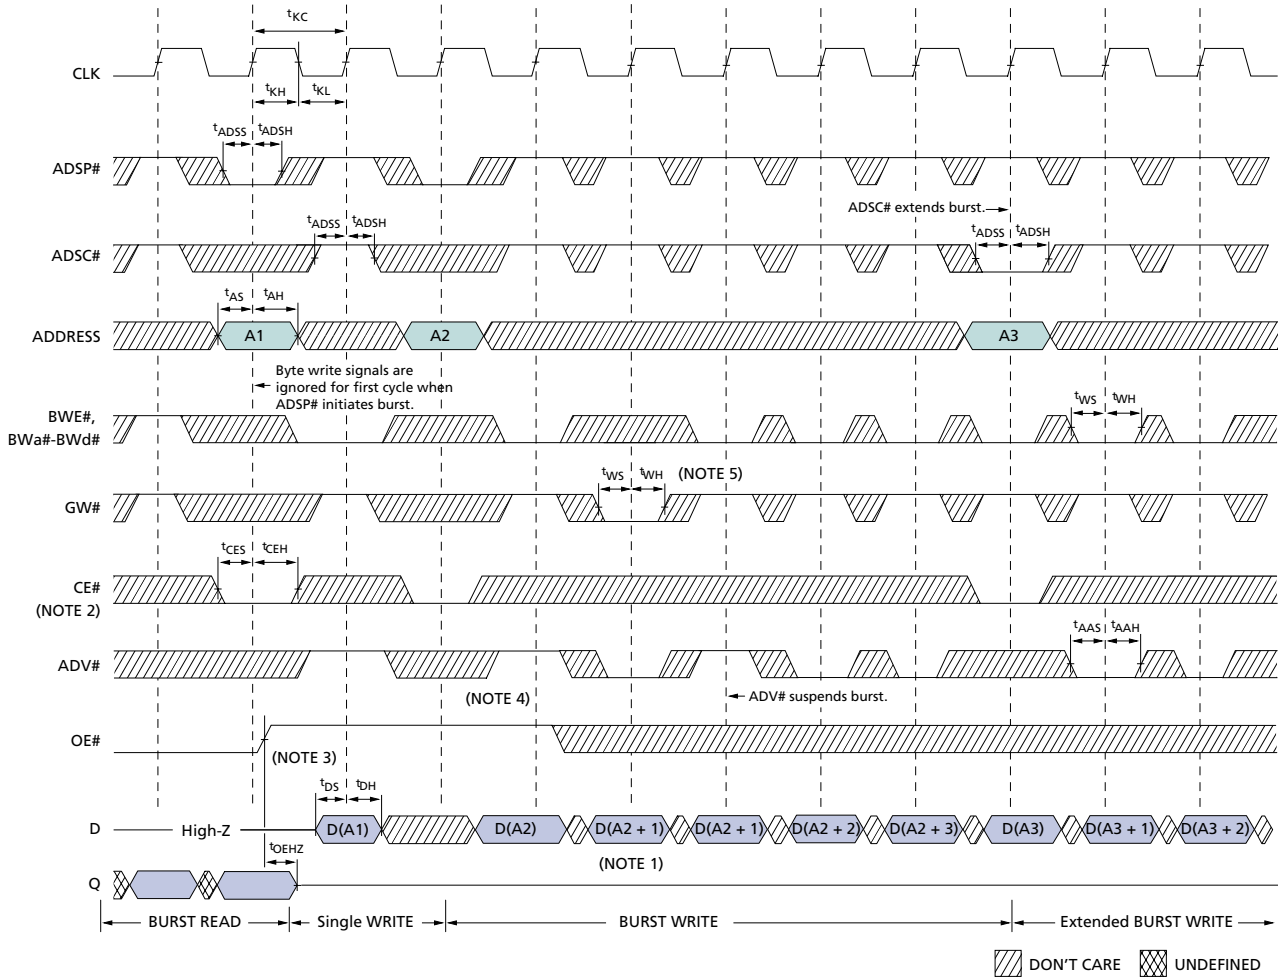 tKC
CLK
tKH
tKL
tADSS
tADSH
ADSP#
ADSC# extends burst.
tADSS
tADSH
tADSS
tADSH
ADSC#
tAS
tAH
ADDRESS
A1
A2
A3
Byte write signals are
ignored for first cycle when
ADSP# initiates burst.
BWE#,
BWa#-BWd#
tWS
tWH
tWS
tWH
(NOTE 5)
GW#
tCES
tCEH
CE#
(NOTE 2)
tAAS
tAAH
ADV#
(NOTE 4)
ADV# suspends burst.
OE#
(NOTE 3)
tDS
tDH
D
High-Z
D(A1)
D(A2)
D(A2 + 1)
D(A2 + 1)
D(A2 + 2)
D(A2 + 3)
D(A3)
D(A3 + 1)
D(A3 + 2)
tOEHZ
(NOTE 1)
Q
BURST READ
Single WRITE
BURST WRITE
Extended BURST WRITE
DON'T CARE
UNDEFINED